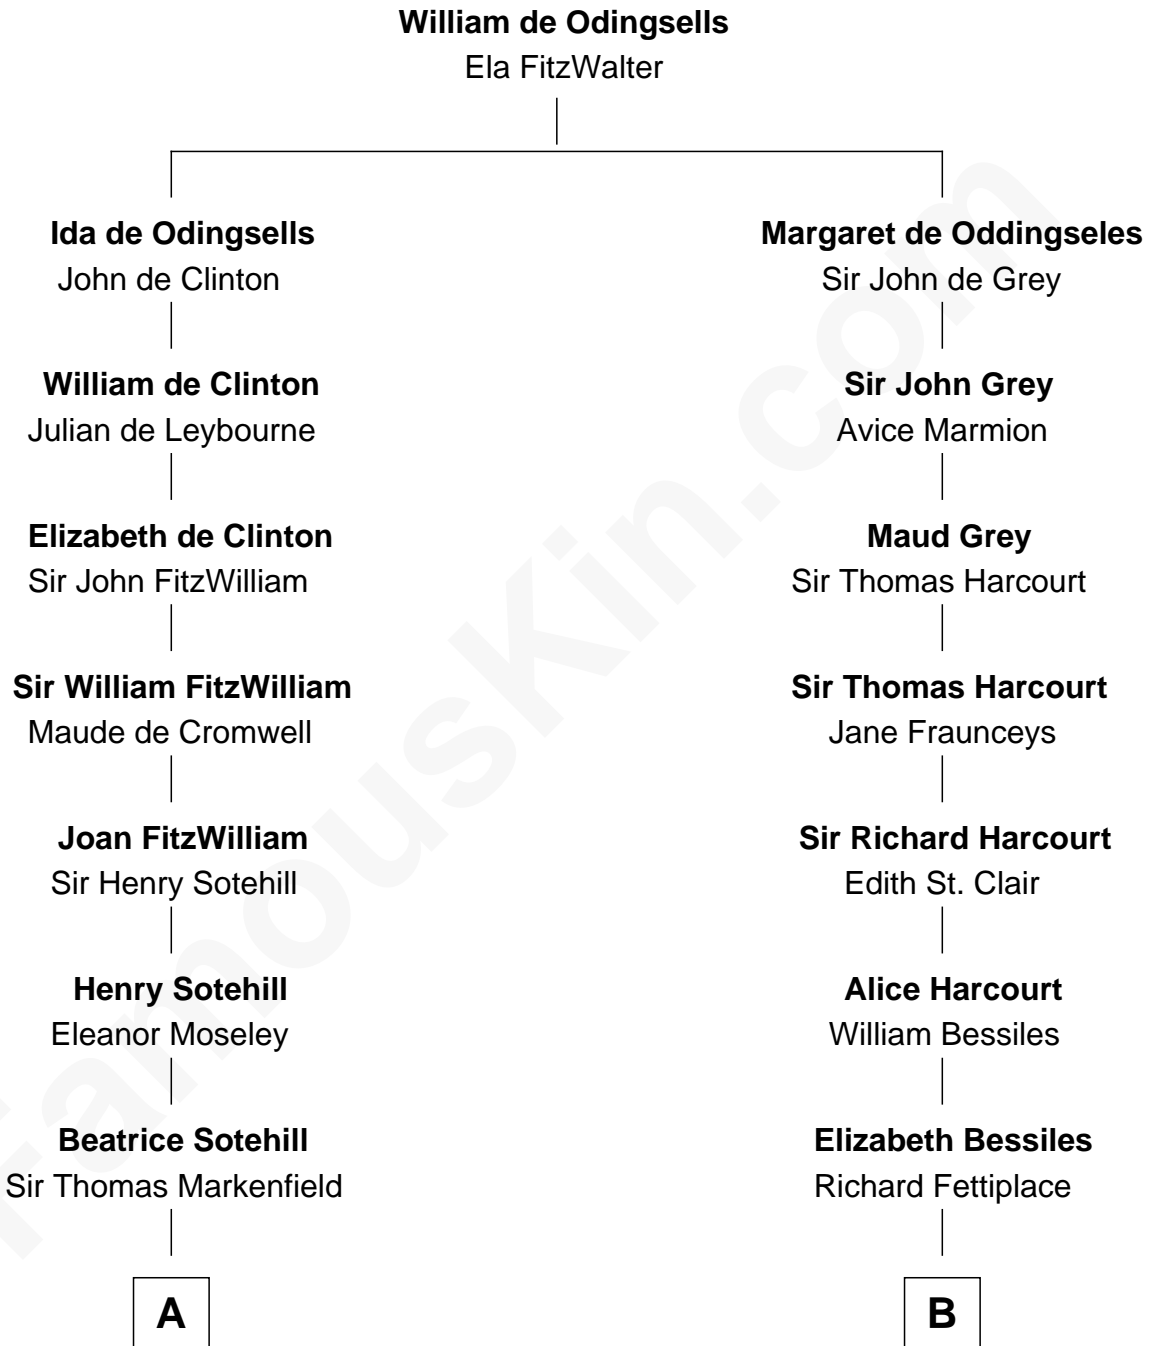 William de Odingsells
Ela FitzWalter
Ida de Odingsells
John de Clinton
Margaret de Oddingseles
Sir John de Grey
William de Clinton
Julian de Leybourne
Sir John Grey
Avice Marmion
Elizabeth de Clinton
Sir John FitzWilliam
Maud Grey
Sir Thomas Harcourt
Sir William FitzWilliam
Maude de Cromwell
Sir Thomas Harcourt
Jane Fraunceys
Joan FitzWilliam
Sir Henry Sotehill
Sir Richard Harcourt
Edith St. Clair
Henry Sotehill
Eleanor Moseley
Alice Harcourt
William Bessiles
Beatrice Sotehill
Sir Thomas Markenfield
Elizabeth Bessiles
Richard Fettiplace
A
B
FamousKin.com